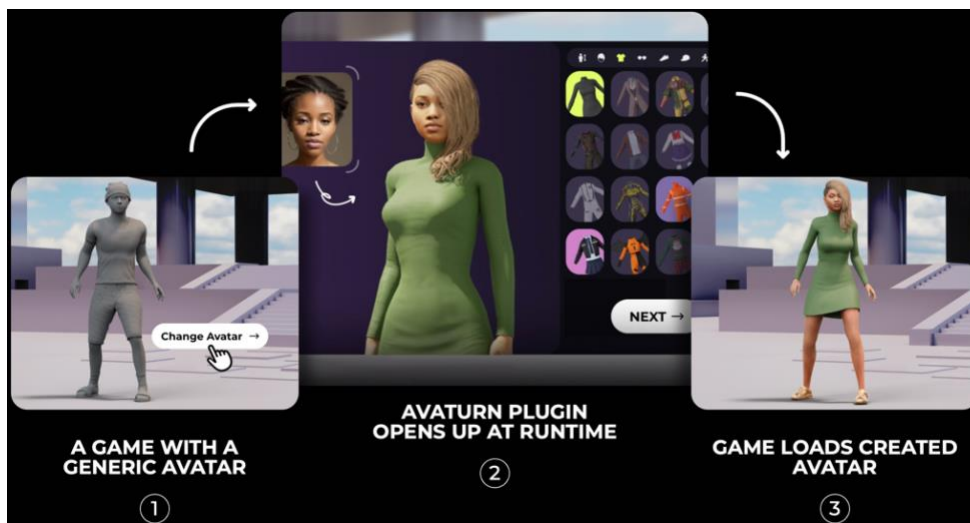 Change Avatar →
A GAME WITH A
GENERIC AVATAR
1
NEXT →
AVATURN PLUGIN
OPENS UP AT RUNTIME
2
GAME LOADS CREATED
AVATAR
3